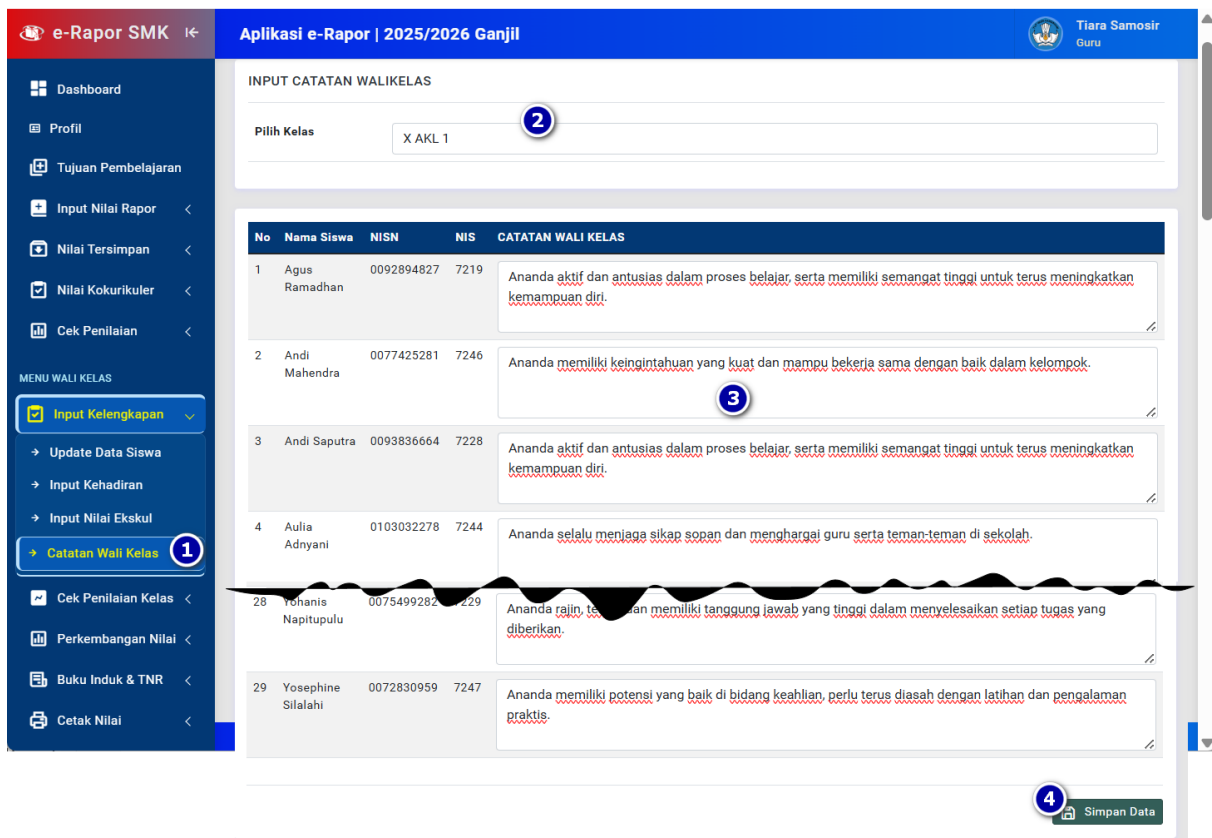 e-Rapor SMK
Aplikasi e-Rapor | 2025/2026 Ganjil
Tiara Samosir
Guru
Dashboard
Profil
Tujuan Pembelajaran
Input Nilai Rapor
Nilai Tersimpan
Nilai Kokurikuler
Cek Penilaian
MENU WALI KELAS
Input Kelengkapan
Update Data Siswa
Input Kehadiran
Input Nilai Ekskul
Catatan Wali Kelas
1
Cek Penilaian Kelas
Perkembangan Nilai
Buku Induk & TNR
Cetak Nilai
INPUT CATATAN WALIKELAS
2
Pilih Kelas
X AKL 1
No Nama Siswa NISN NIS CATATAN WALI KELAS
1 Agus 0092894827 7219
Ramadhan
Ananda aktif dan antusias dalam proses belajar, serta memiliki semangat tinggi untuk terus meningkatkan
kemampuan diri.
2 Andi 0077425281 7246
Mahendra
Ananda memiliki keingintahuan yang kuat dan mampu bekerja sama dengan baik dalam kelompok.
3
3 Andi Saputra 0093836664 7228
Ananda aktif dan antusias dalam proses belajar, serta memiliki semangat tinggi untuk terus meningkatkan
kemampuan diri.
4 Aulia 0103032278 7244
Adnyani
Ananda selalu menjaga sikap sopan dan menghargai guru serta teman-teman di sekolah.
28 Yohanis 0075499282 7229
Napitupulu
Ananda rajin, dan memiliki tanggung jawab yang tinggi dalam menyelesaikan setiap tugas yang
diberikan.
29 Yosephine 0072830959 7247
Silalahi
Ananda memiliki potensi yang baik di bidang keahlian, perlu terus diasah dengan latihan dan pengalaman
praktis.
4
Simpan Data